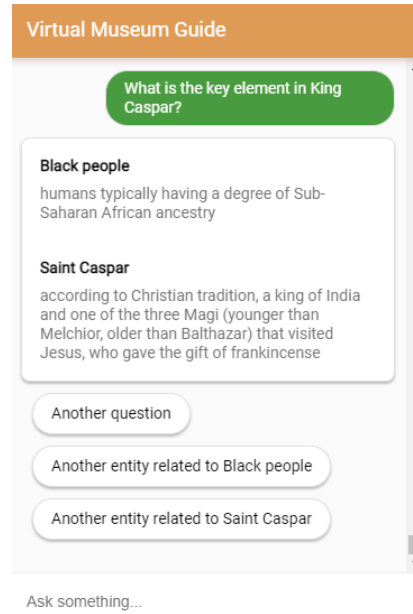 Virtual Museum Guide
What is the key element in King
Caspar?
Black people
humans typically having a degree of Sub-
Saharan African ancestry
Saint Caspar
according to Christian tradition, a king of India
and one of the three Magi (younger than
Melchior, older than Balthazar) that visited
Jesus, who gave the gift of frankincense
Another question
Another entity related to Black people
Another entity related to Saint Caspar
Ask something...